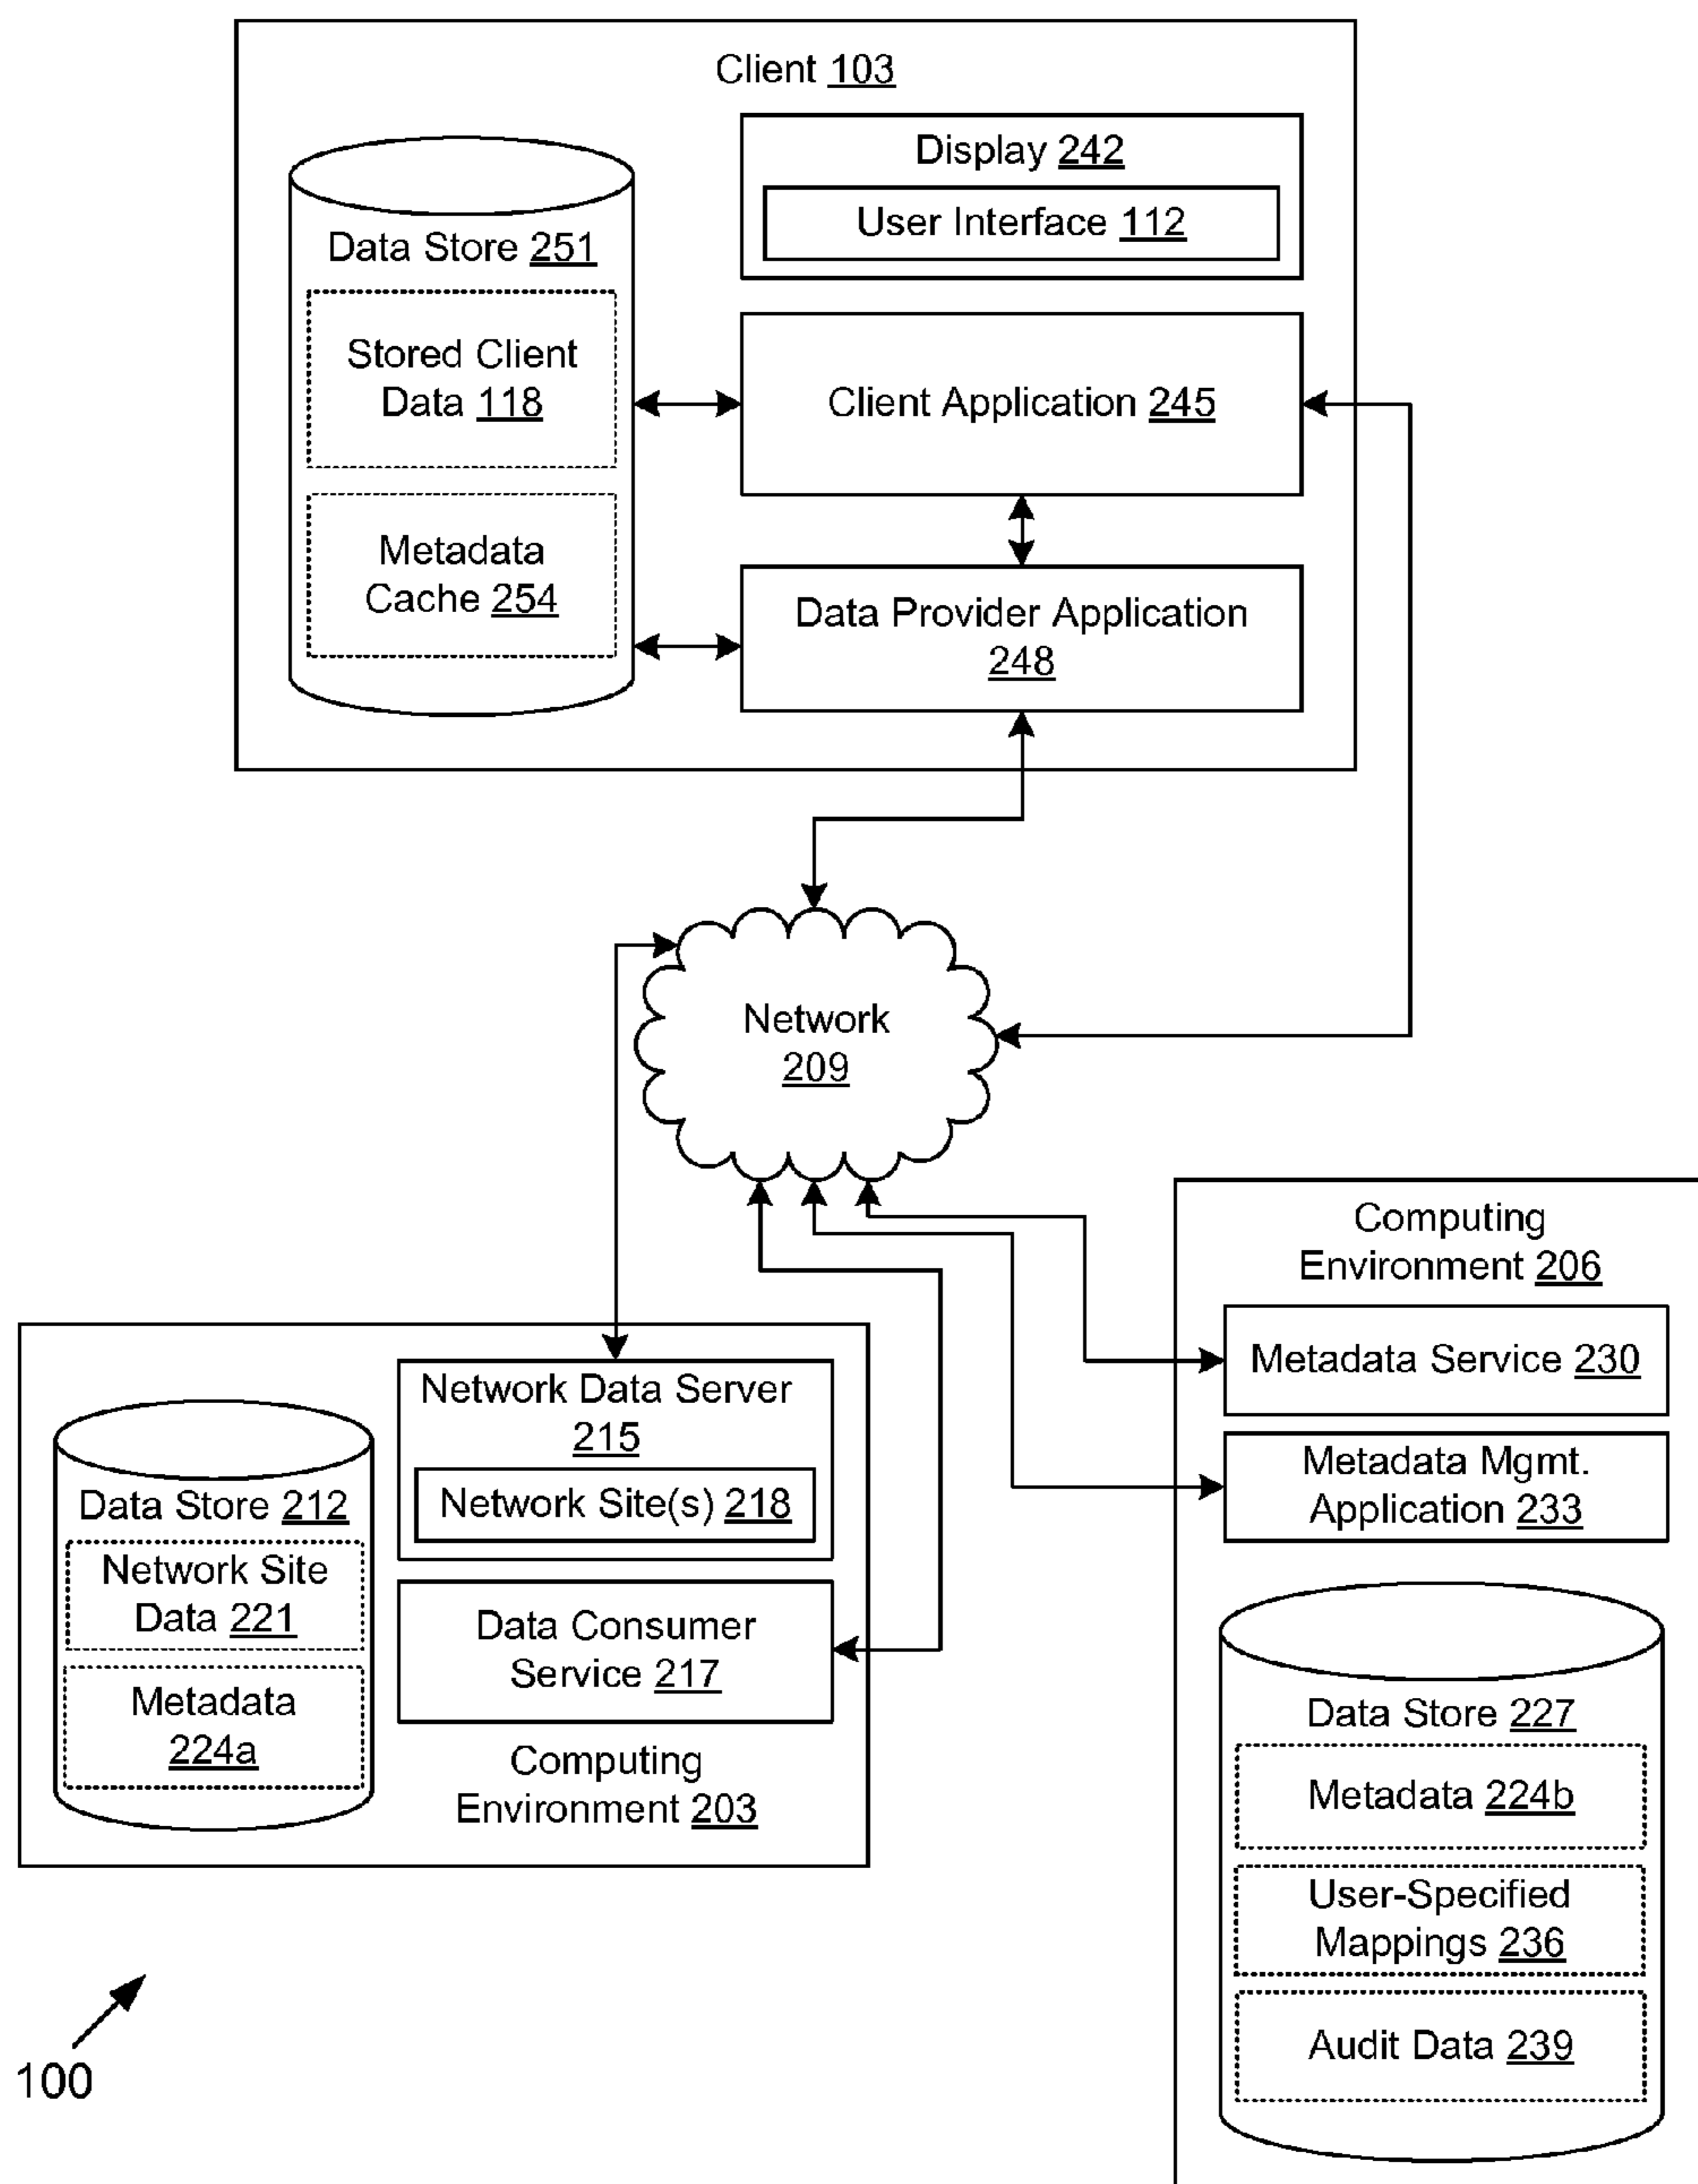 Client 103
Display 242
User Interface 112
Data Store 251
Stored Client
Data 118
Client Application 245
Metadata
Cache 254
Data Provider Application
248
Network
209
Computing
Environment 206
Metadata Service 230
Metadata Mgmt.
Application 233
Data Store 227
Metadata 224b
User-Specified
Mappings 236
Audit Data 239
Network Data Server
215
Network Site(s) 218
Data Store 212
Network Site
Data 221
Metadata
224a
Data Consumer
Service 217
Computing
Environment 203
100